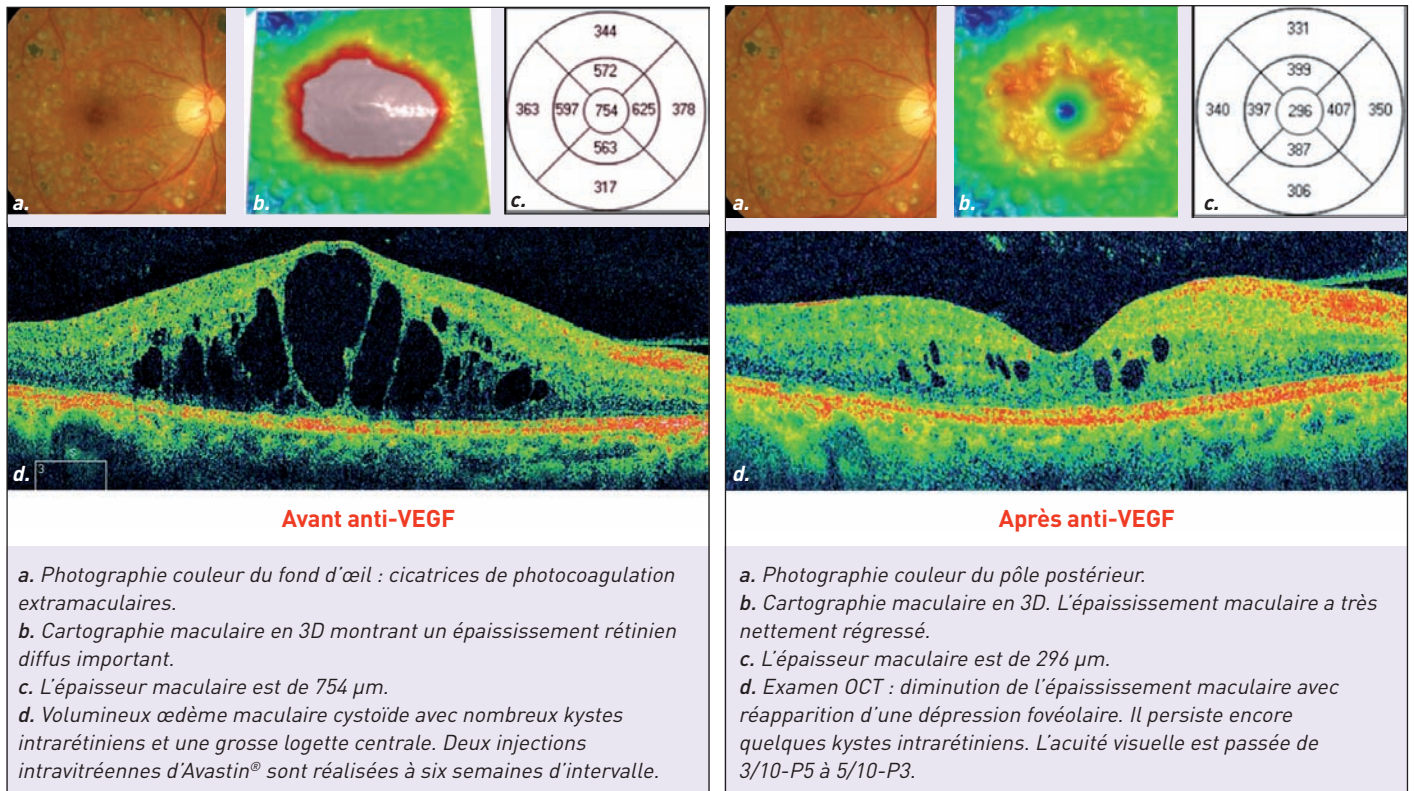 a.
b.
c.
344
572
363 597 754 625 378
563
317
d.
3
Avant anti-VEGF
a. Photographie couleur du fond d’œil : cicatrices de photocoagulation
extramaculaires.
b. Cartographie maculaire en 3D montrant un épaississement rétinien
diffus important.
c. L’épaisseur maculaire est de 754 µm.
d. Volumineux œdème maculaire cystoïde avec nombreux kystes
intrarétiniens et une grosse logette centrale. Deux injections
intravitréennes d’Avastin® sont réalisées à six semaines d’intervalle.
a.
b.
c.
331
399
340 397 296 407 350
387
306
d.
Après anti-VEGF
a. Photographie couleur du pôle postérieur.
b. Cartographie maculaire en 3D. L’épaississement maculaire a très
nettement régressé.
c. L’épaisseur maculaire est de 296 µm.
d. Examen OCT : diminution de l’épaississement maculaire avec
réapparition d’une dépression fovéolaire. Il persiste encore
quelques kystes intrarétiniens. L’acuité visuelle est passée de
3/10-P5 à 5/10-P3.